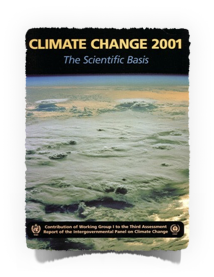 CLIMATE CHANGE 2001
The Scientific Basis
Contribution of Working Group I to the Third Assessment
Report of the Intergovernmental Panel on Climate Change